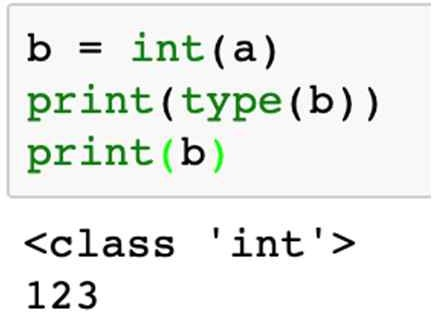 b = int(a)
print(type(b))
print(b)
<class 'int'>
123